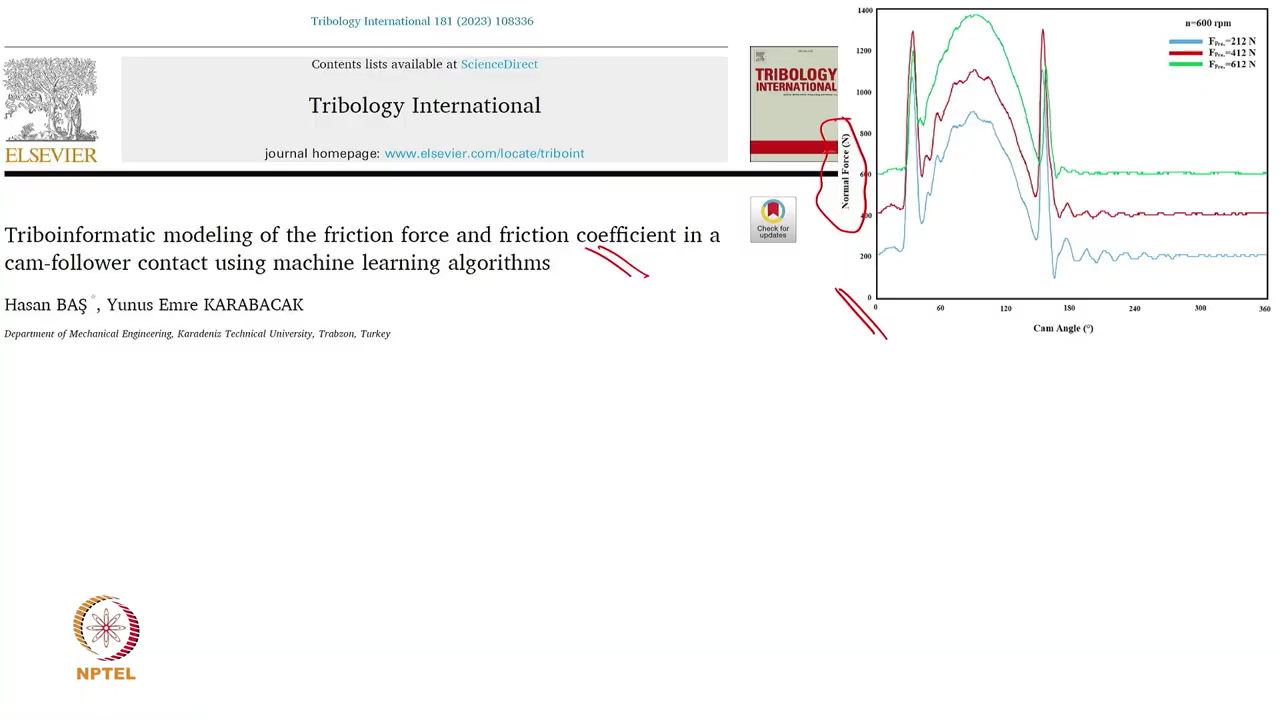 Tribology International 181 (2023) 108336
Contents lists available at ScienceDirect
Tribology International
journal homepage: www.elsevier.com/locate/triboint
ELSEVIER
TRIBOLOGY
INTERNATIONAL
Check for
updates
Triboinformatic modeling of the friction force and friction coefficient in a
cam-follower contact using machine learning algorithms
Hasan BAŞ *, Yunus Emre KARABACAK
Department of Mechanical Engineering, Karadeniz Technical University, Trabzon, Turkey
n=600 rpm
FPre.=212 N
FPre.=412 N
FPre.=612 N
Normal Force (N)
1400
1200
1000
800
600
400
200
0
0 60 120 180 240 300 360
Cam Angle (°)
NPTEL